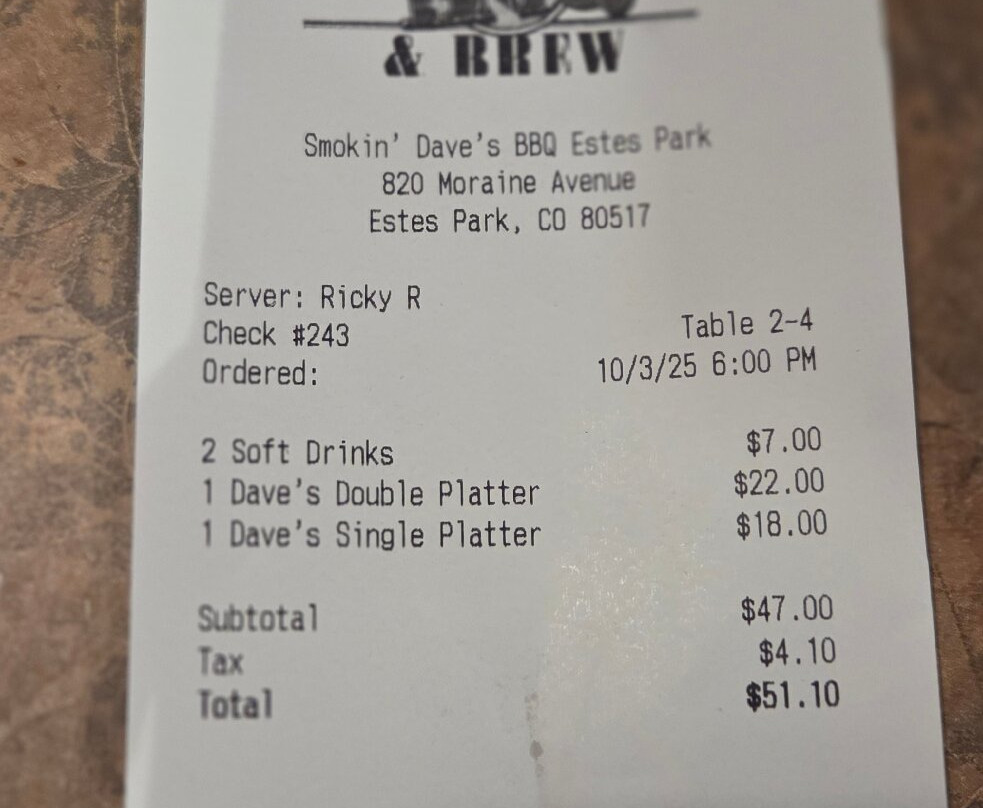 & BREW
Smokin' Dave's BBQ Estes Park
820 Moraine Avenue
Estes Park, CO 80517
Server: Ricky R
Check #243 Table 2-4
Ordered: 10/3/25 6:00 PM
2 Soft Drinks $7.00
1 Dave's Double Platter $22.00
1 Dave's Single Platter $18.00
Subtotal $47.00
Tax $4.10
Total $51.10